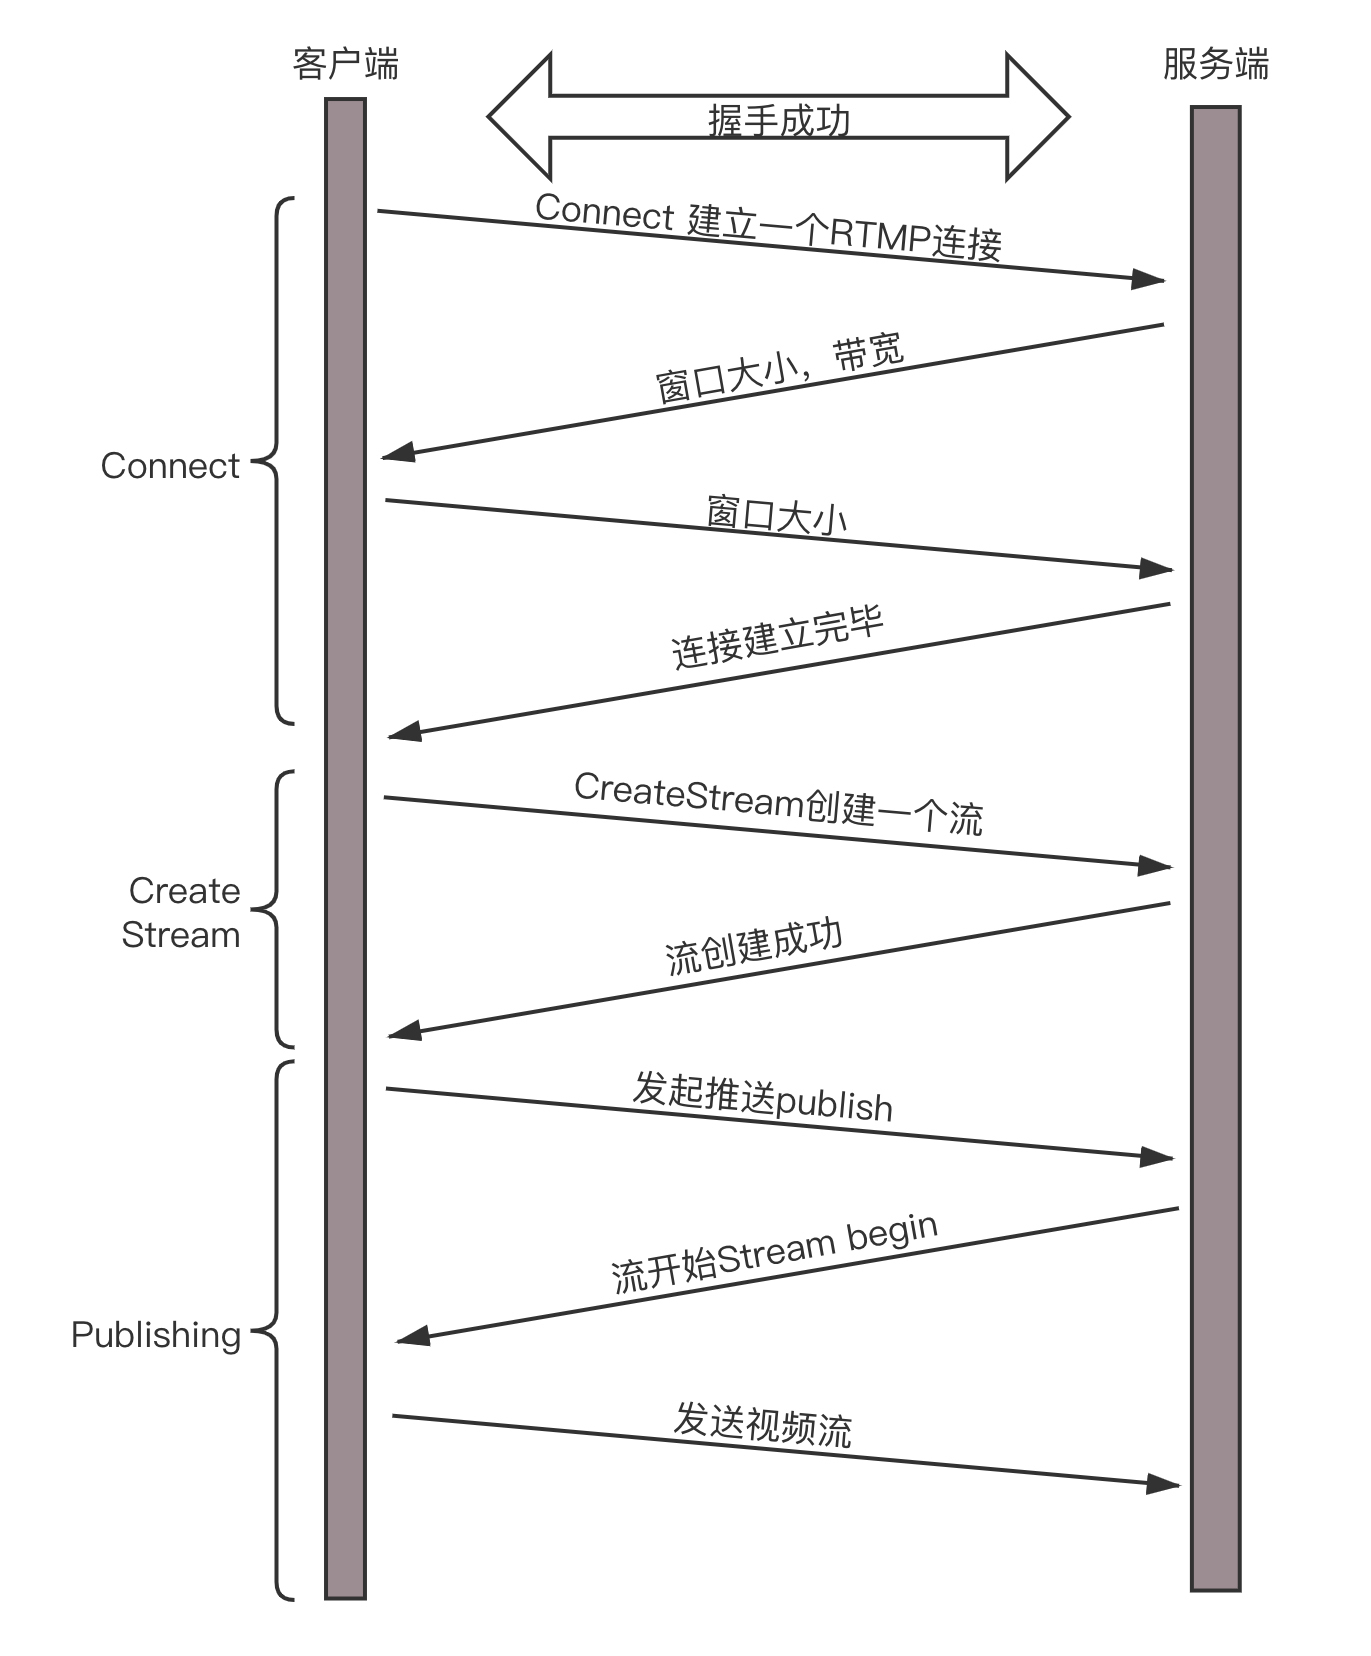 客户端
服务端
握手成功
Connect 建立一个RTMP连接
窗口大小，带宽
Connect
窗口大小
连接建立完毕
CreateStream创建一个流
Create
Stream
流创建成功
发起推送publish
流开始Stream begin
Publishing
发送视频流